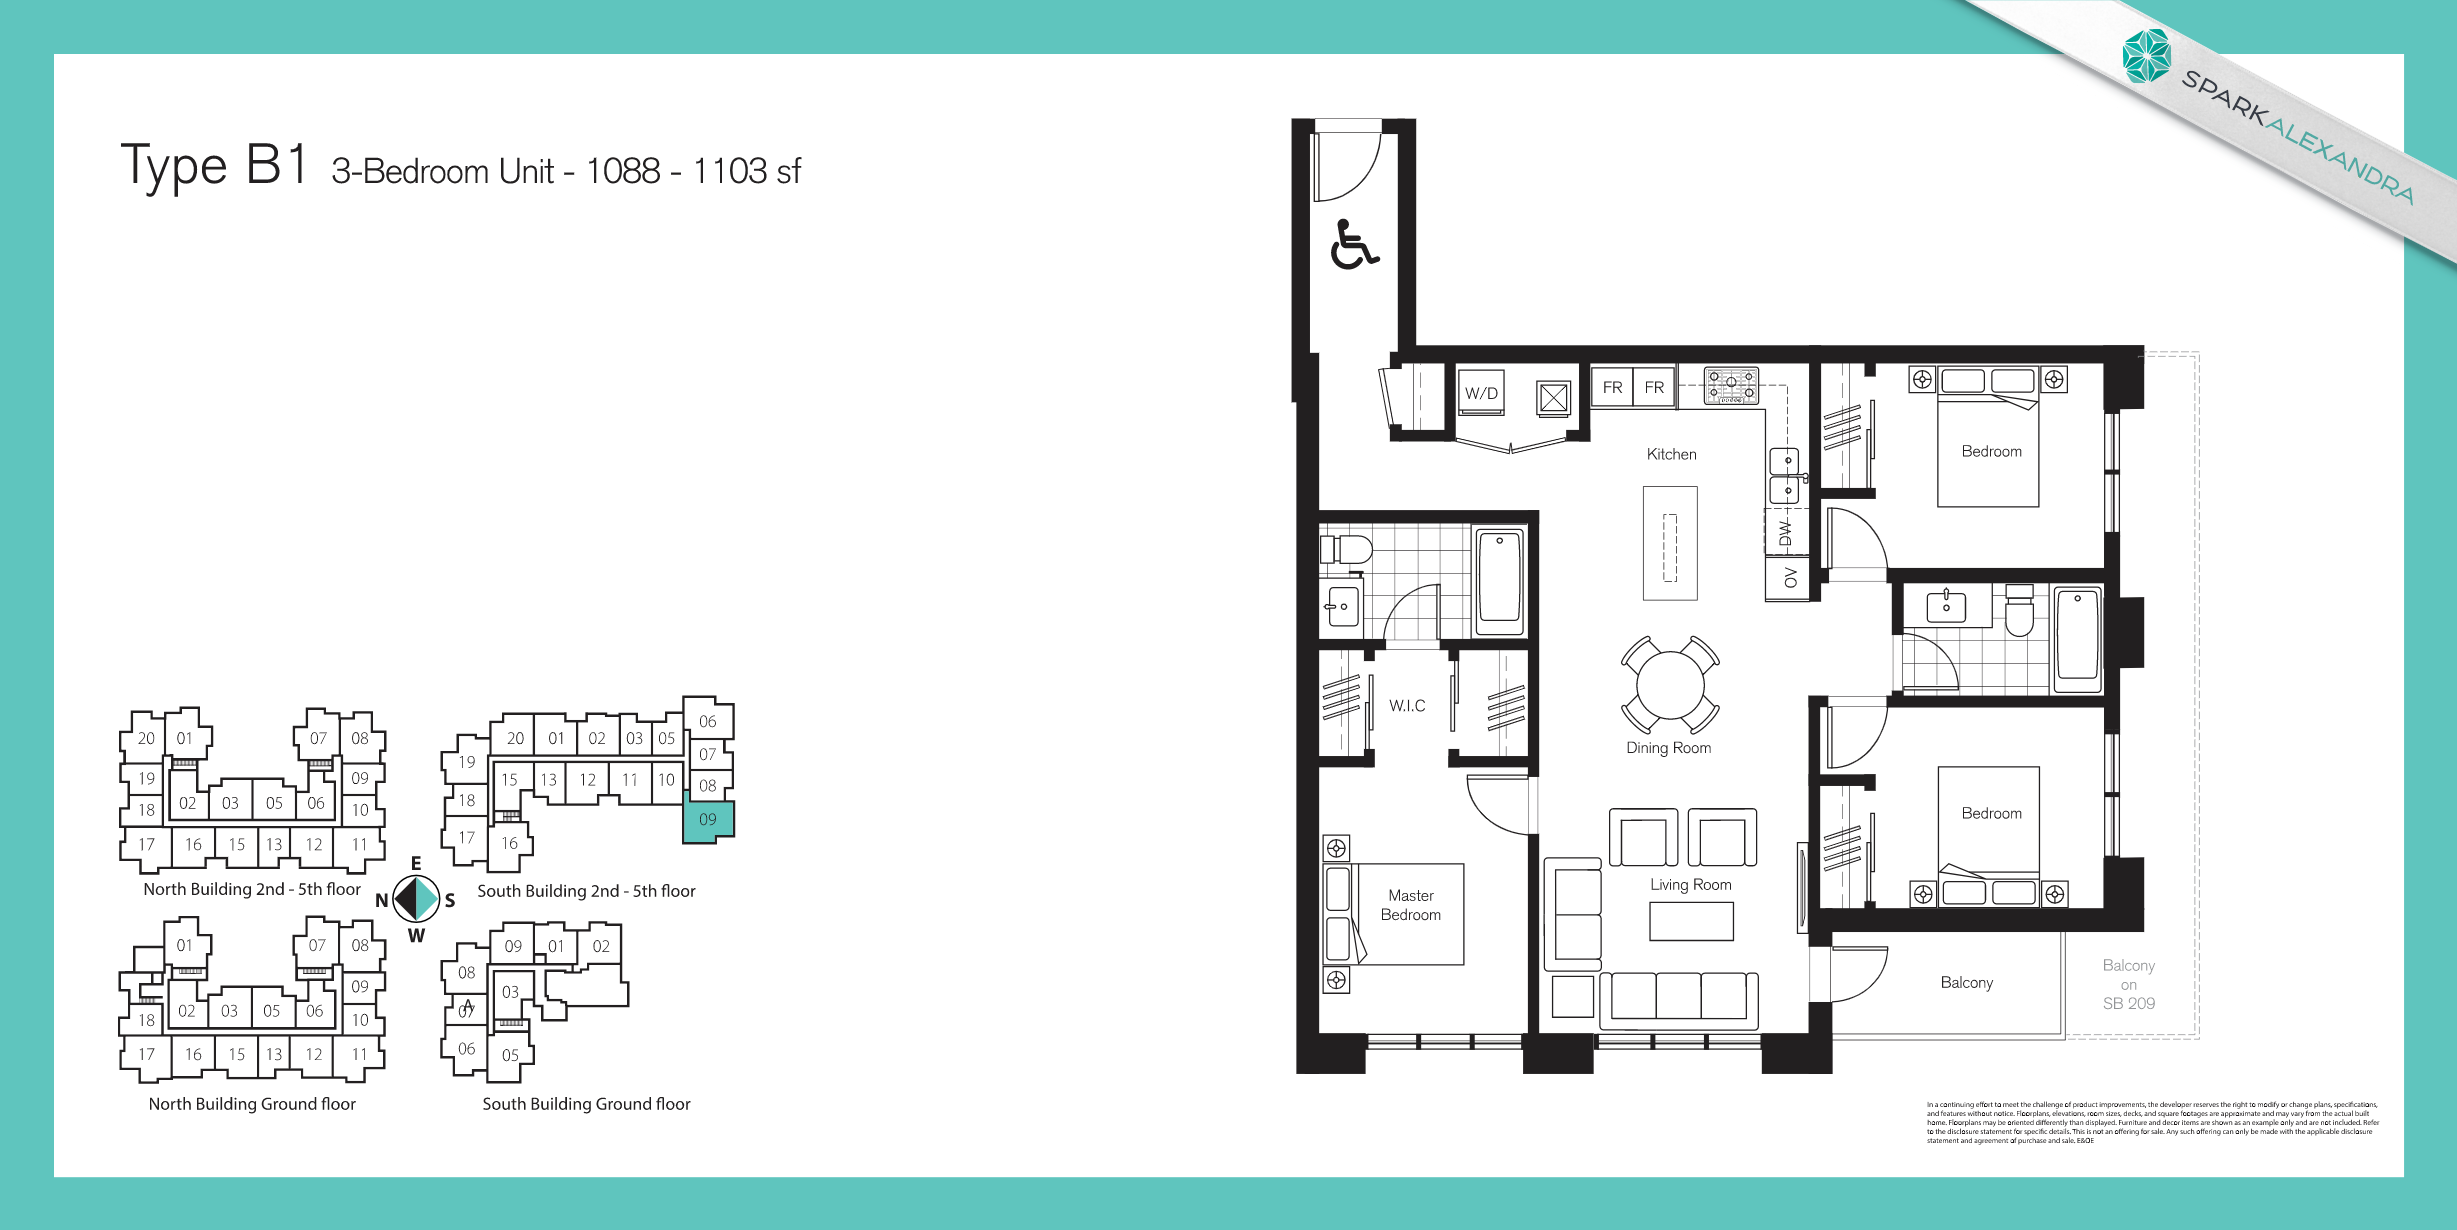 SPARKALEXANDRA
Type B1 3-Bedroom Unit - 1088 - 1103 sf
W/D
FR FR
Kitchen
Bedroom
DW
OV
W.I.C
Dining Room
Bedroom
Living Room
Master
Bedroom
Balcony
Balcony
on
SB 209
20 01 07 08
19 09
18 02 03 05 06 10
17 16 15 13 12 11
North Building 2nd - 5th floor
06
20 01 02 03 05
19 07
15 13 12 11 10 08
18
09
17 16
South Building 2nd - 5th floor
E
N S
W
01 07 08
09
18 02 03 05 06 10
17 16 15 13 12 11
North Building Ground floor
09 01 02
08
03
07
A
06 05
South Building Ground floor
In a continuing effort to meet the challenge of product improvements, the developer reserves the right to modify or change plans, specifications,
and features without notice. Floorplans, elevations, room sizes, decks, and square footages are approximate and may vary from the actual built
home. Floorplans may be oriented differently than displayed. Furniture and decor items are shown as an example only and are not included. Refer
to the disclosure statement for specific details. This is not an offering for sale. Any such offering can only be made with the applicable disclosure
statement and agreement of purchase and sale. E&OE